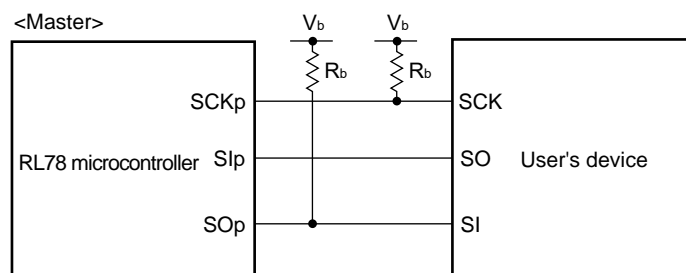 <Master>
Vb Vb
Rb Rb
SCKp SCK
RL78 microcontroller SIp SO User's device
SOp SI